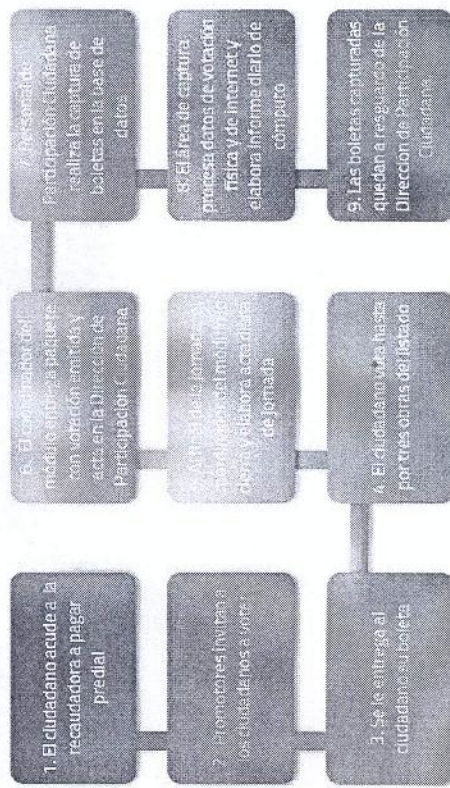 1. El ciudadano acude a la
recaudadora a pagar
predial
2. Promotores invitan a
los ciudadanos a votar
3. Se le entrega al
ciudadano su boleta
4. El ciudadano vota hasta
por tres obras del listado
de la jornada
coordinador del módulo lo
cierra y elabora acta diaria
de jornada
6. El coordinador del
módulo entrega paquete
con votación emitida y
acta en la Dirección de
Participación Ciudadana
7. Personal de
Participación Ciudadana
realiza la captura de
boletas en la base de
datos
8. El área de captura
procesa datos de votación
física y de internet y
elabora informe diario de
cómputo
9. Las boletas capturadas
quedan a resguardo de la
Dirección de Participación
Ciudadana